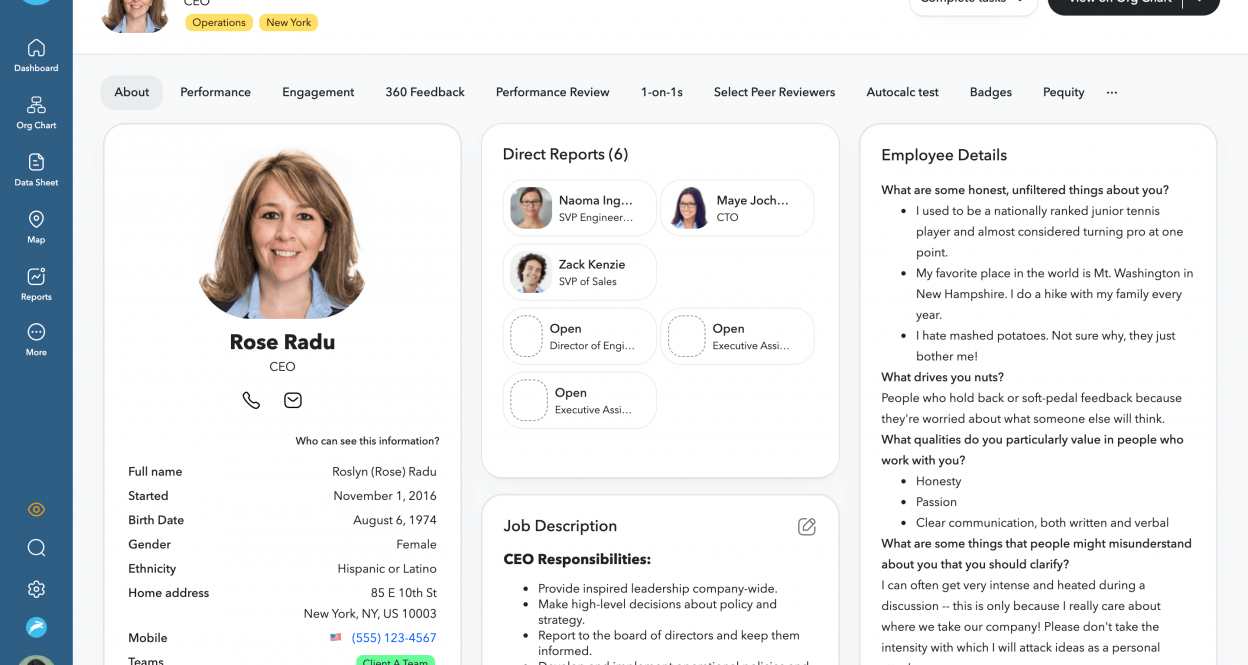 CEO
Operations
New York
Complete tasks
View on Org Chart
Dashboard
Org Chart
Data Sheet
Map
Reports
More
About
Performance
Engagement
360 Feedback
Performance Review
1-on-1s
Select Peer Reviewers
Autocalc test
Badges
Pequity
...
Rose Radu
CEO
Who can see this information?
Full name
Roslyn (Rose) Radu
Started
November 1, 2016
Birth Date
August 6, 1974
Gender
Female
Ethnicity
Hispanic or Latino
Home address
85 E 10th St
New York, NY, US 10003
Mobile
(555) 123-4567
Teams
Client A Team
Direct Reports (6)
Naoma Ing...
SVP Engineer...
Maye Joch...
CTO
Zack Kenzie
SVP of Sales
Open
Director of Engi...
Open
Executive Assi...
Open
Executive Assi...
Job Description
CEO Responsibilities:
• Provide inspired leadership company-wide.
• Make high-level decisions about policy and
strategy.
• Report to the board of directors and keep them
informed.
• Develop and implement operational policies and
Employee Details
What are some honest, unfiltered things about you?
• I used to be a nationally ranked junior tennis
player and almost considered turning pro at one
point.
• My favorite place in the world is Mt. Washington in
New Hampshire. I do a hike with my family every
year.
• I hate mashed potatoes. Not sure why, they just
bother me!
What drives you nuts?
People who hold back or soft-pedal feedback because
they're worried about what someone else will think.
What qualities do you particularly value in people who
work with you?
• Honesty
• Passion
• Clear communication, both written and verbal
What are some things that people might misunderstand
about you that you should clarify?
I can often get very intense and heated during a
discussion -- this is only because I really care about
where we take our company! Please don't take the
intensity with which I will attack ideas as a personal